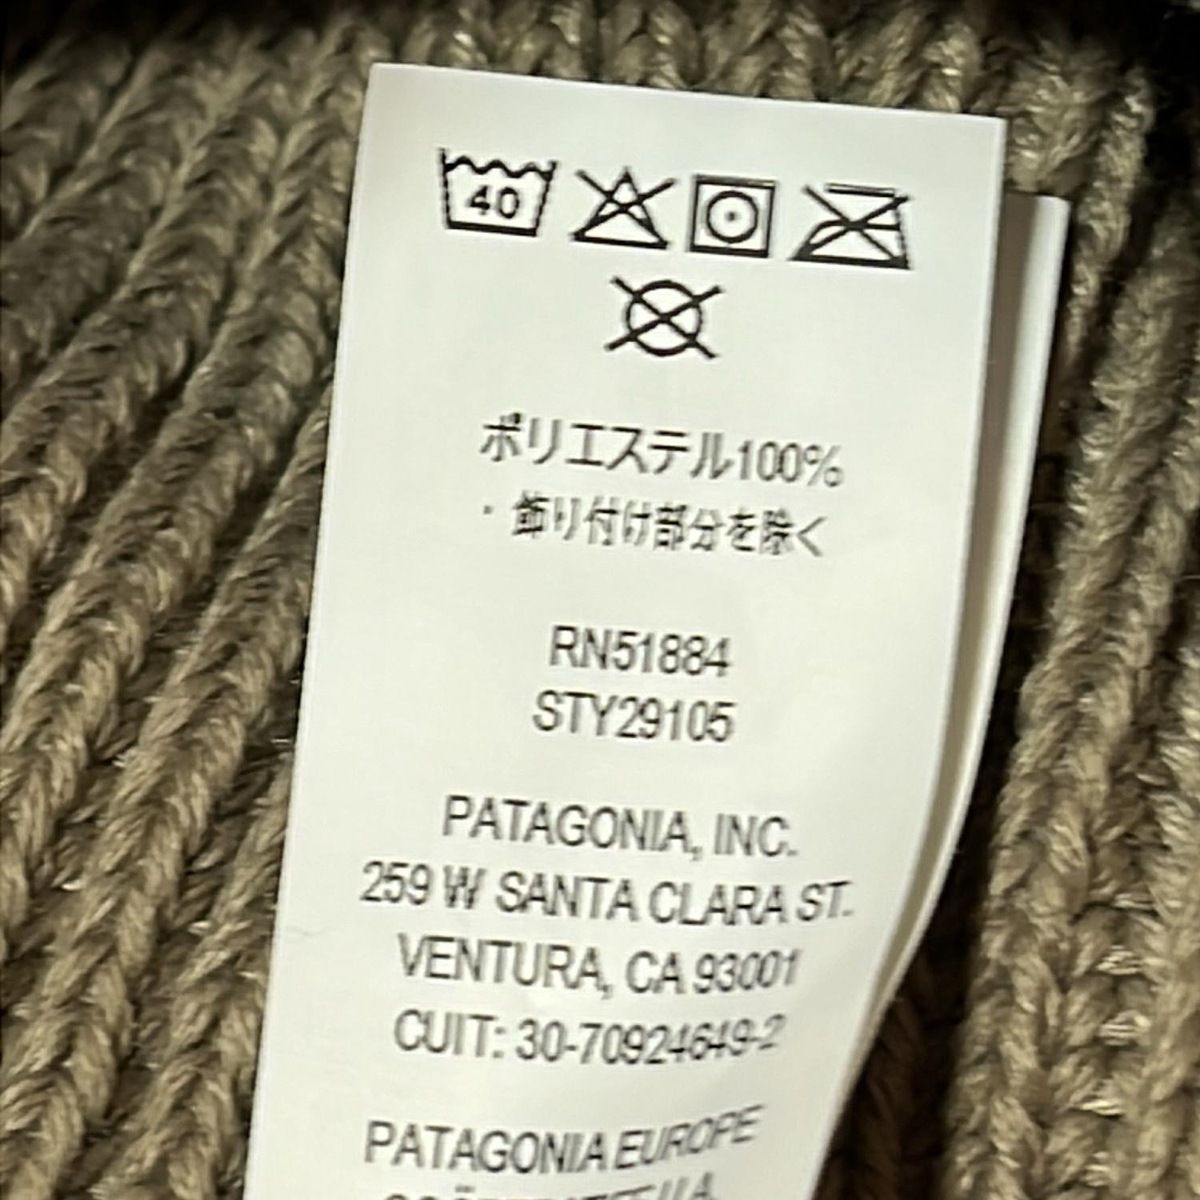 40
ポリエステル100%
・飾り付け部分を除く
RN51884
STY29105
PATAGONIA, INC.
259 W SANTA CLARA ST.
VENTURA, CA 93001
CUIT: 30-70924649-2
PATAGONIA EUROPE